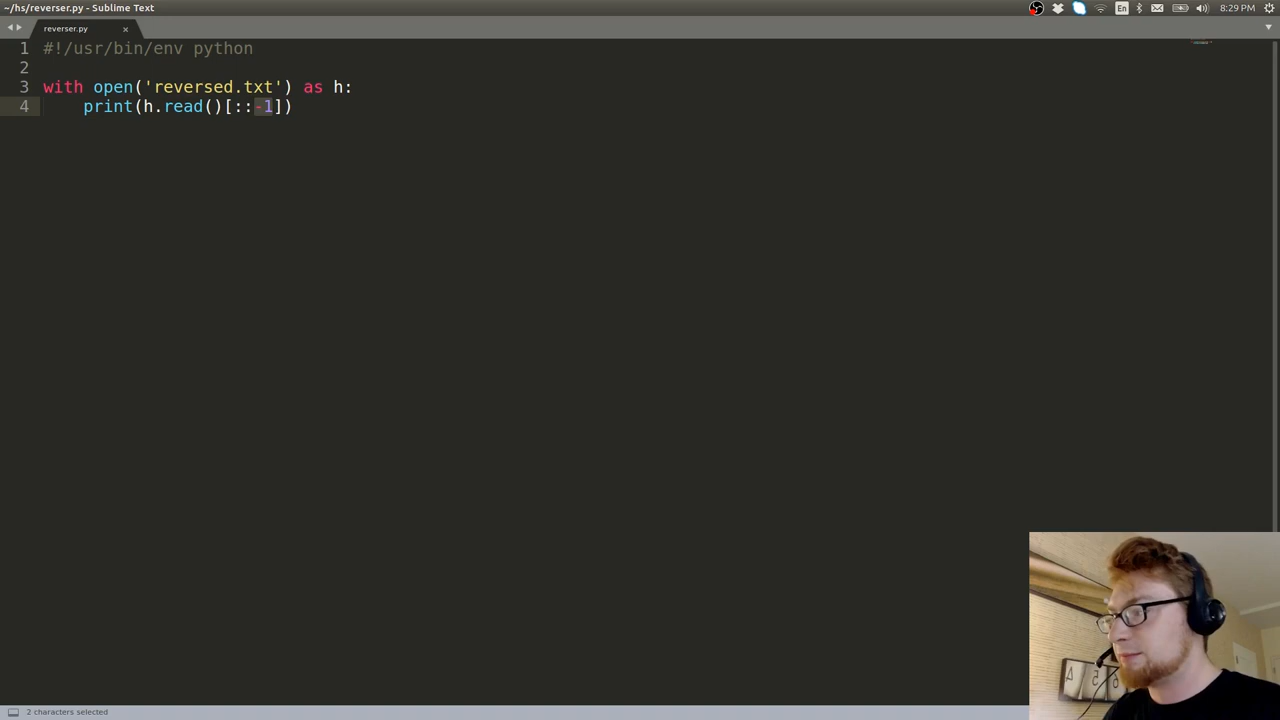 ~/hs/reverser.py - Sublime Text
En
8:29 PM
reverser.py
1 #!/usr/bin/env python
2
3 with open('reversed.txt') as h:
4     print(h.read()[::-1])
2 characters selected